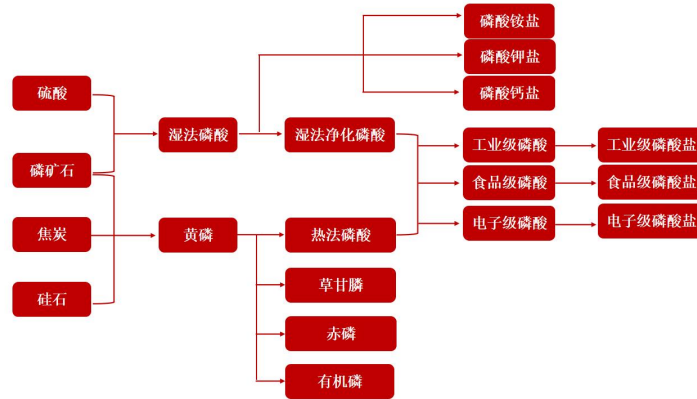 磷酸铵盐
磷酸钾盐
磷酸钙盐
硫酸
磷矿石
焦炭
硅石
湿法磷酸
湿法净化磷酸
黄磷
热法磷酸
草甘膦
赤磷
有机磷
工业级磷酸
工业级磷酸盐
食品级磷酸
食品级磷酸盐
电子级磷酸
电子级磷酸盐